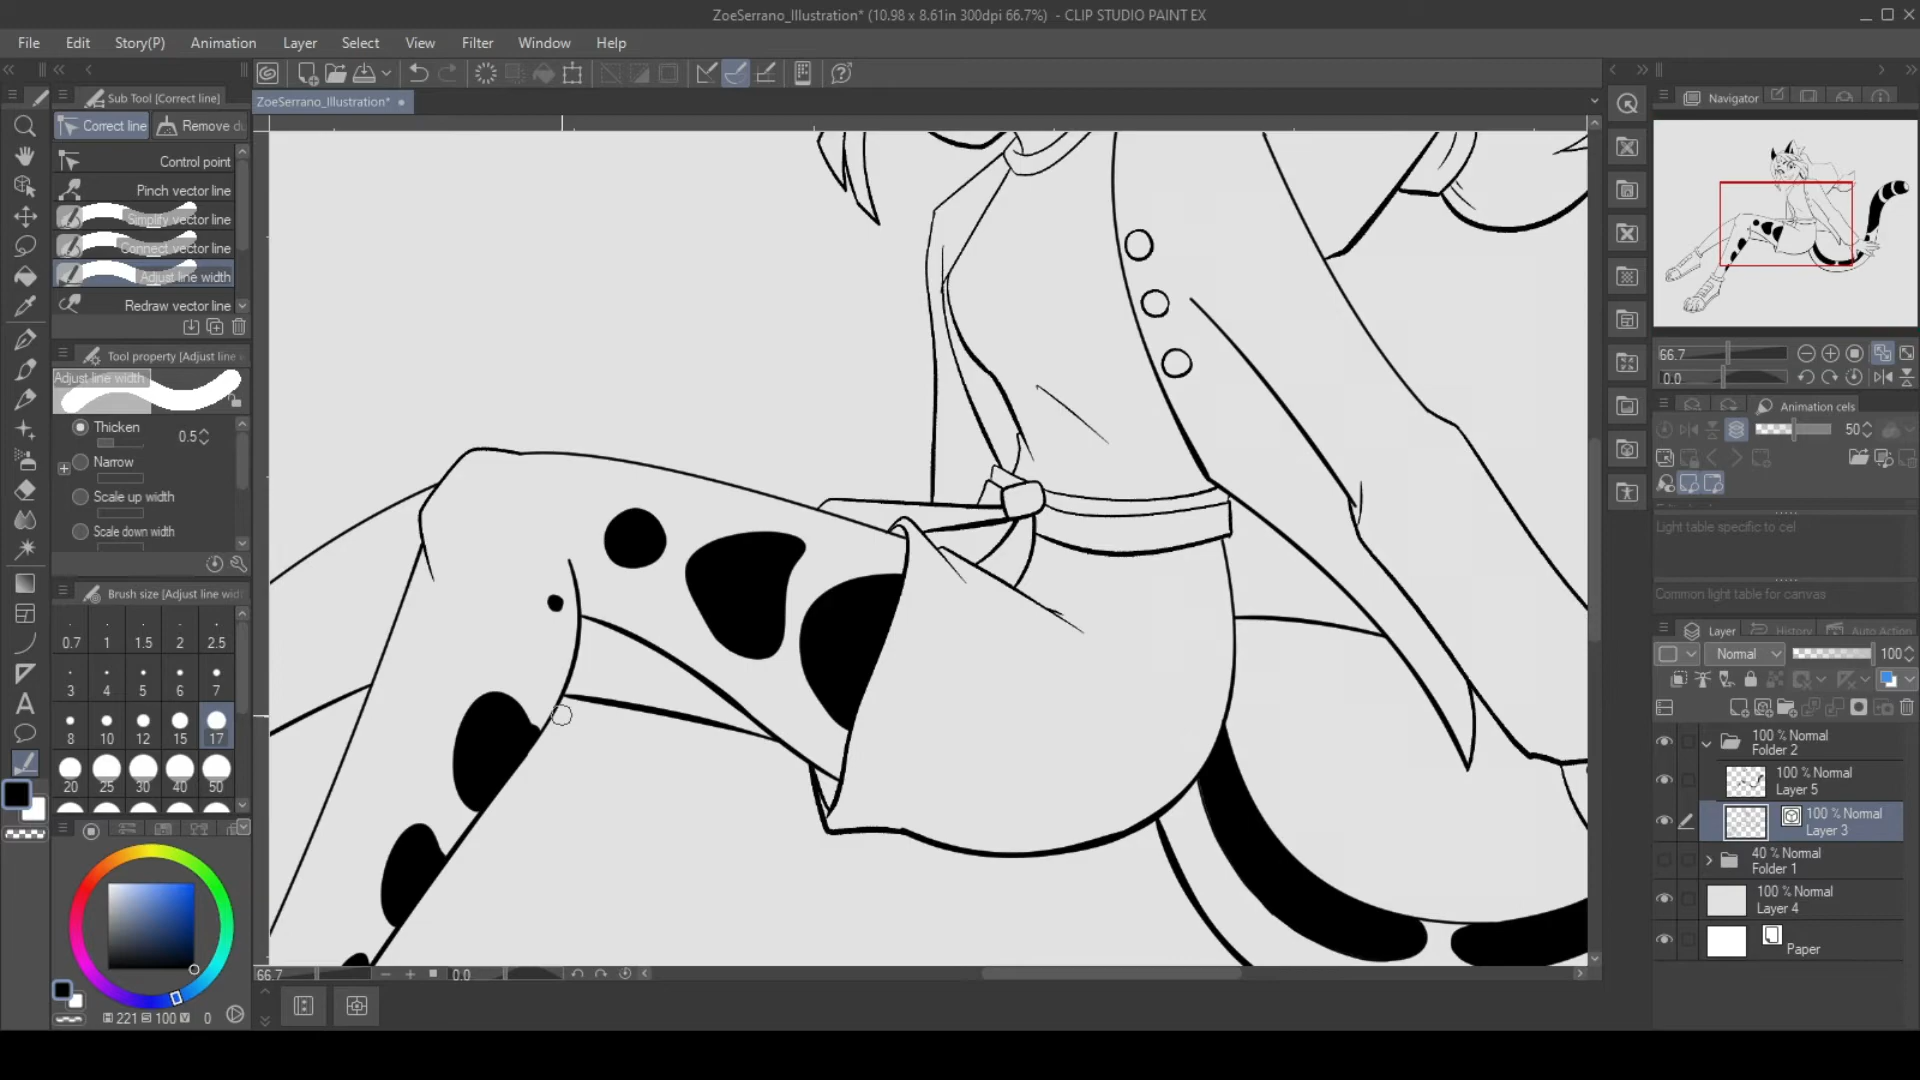 ZoeSerrano_Illustration* (10.98 x 8.61in 300dpi 66.7%)  - CLIP STUDIO PAINT EX
File Edit Story(P) Animation Layer Select View Filter Window Help
Sub Tool [Correct line]
ZoeSerrano_Illustration*
Navigator
Correct line Remove du
Control point
Pinch vector line
Simplify vector line
Connect vector line
Adjust line width
Redraw vector line
Tool property [Adjust line w
Adjust line width
Thicken 0.5
Narrow
Scale up width
Scale down width
Brush size [Adjust line wid
0.7 1 1.5 2 2.5
3 4 5 6 7
8 10 12 15 17
20 25 30 40 50
H 221 S 100 V 0
66.7 0.0
66.7
0.0
Animation cels
50
Light table specific to cel
Common light table for canvas
Layer History Auto Action
Normal 100
100 % Normal
Folder 2
100 % Normal
Layer 5
100 % Normal
Layer 3
40 % Normal
Folder 1
100 % Normal
Layer 4
Paper